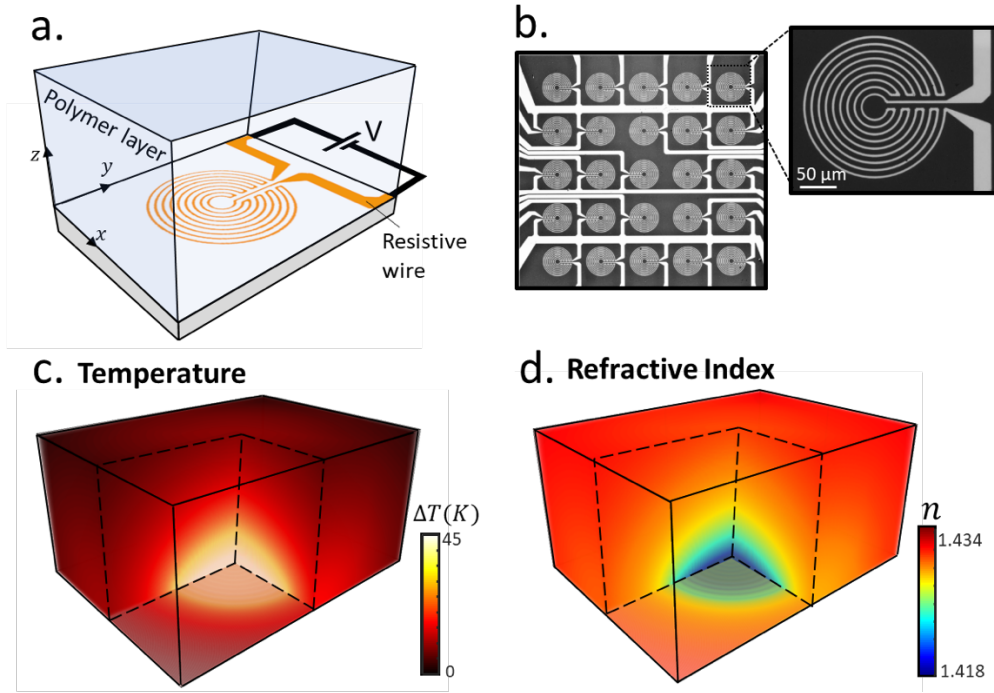 a.
Polymer layer
z
y
x
V
Resistive
wire
b.
50 μm
c. Temperature
ΔT(K)
45
0
d. Refractive Index
n
1.434
1.418